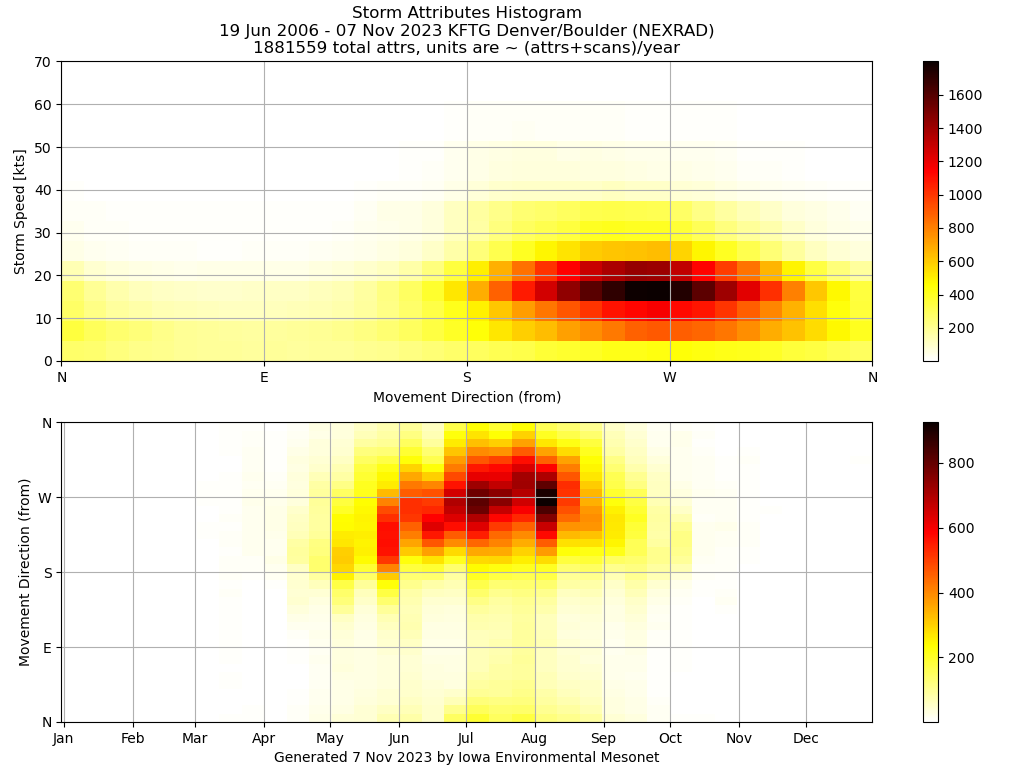 Storm Attributes Histogram
19 Jun 2006 - 07 Nov 2023 KFTG Denver/Boulder (NEXRAD)
1881559 total attrs, units are ~ (attrs+scans)/year
70
60
50
40
30
20
10
0
Storm Speed [kts]
N E S W N
Movement Direction (from)
1600
1400
1200
1000
800
600
400
200
N
W
S
E
N
Movement Direction (from)
Jan Feb Mar Apr May Jun Jul Aug Sep Oct Nov Dec
Generated 7 Nov 2023 by Iowa Environmental Mesonet
800
600
400
200